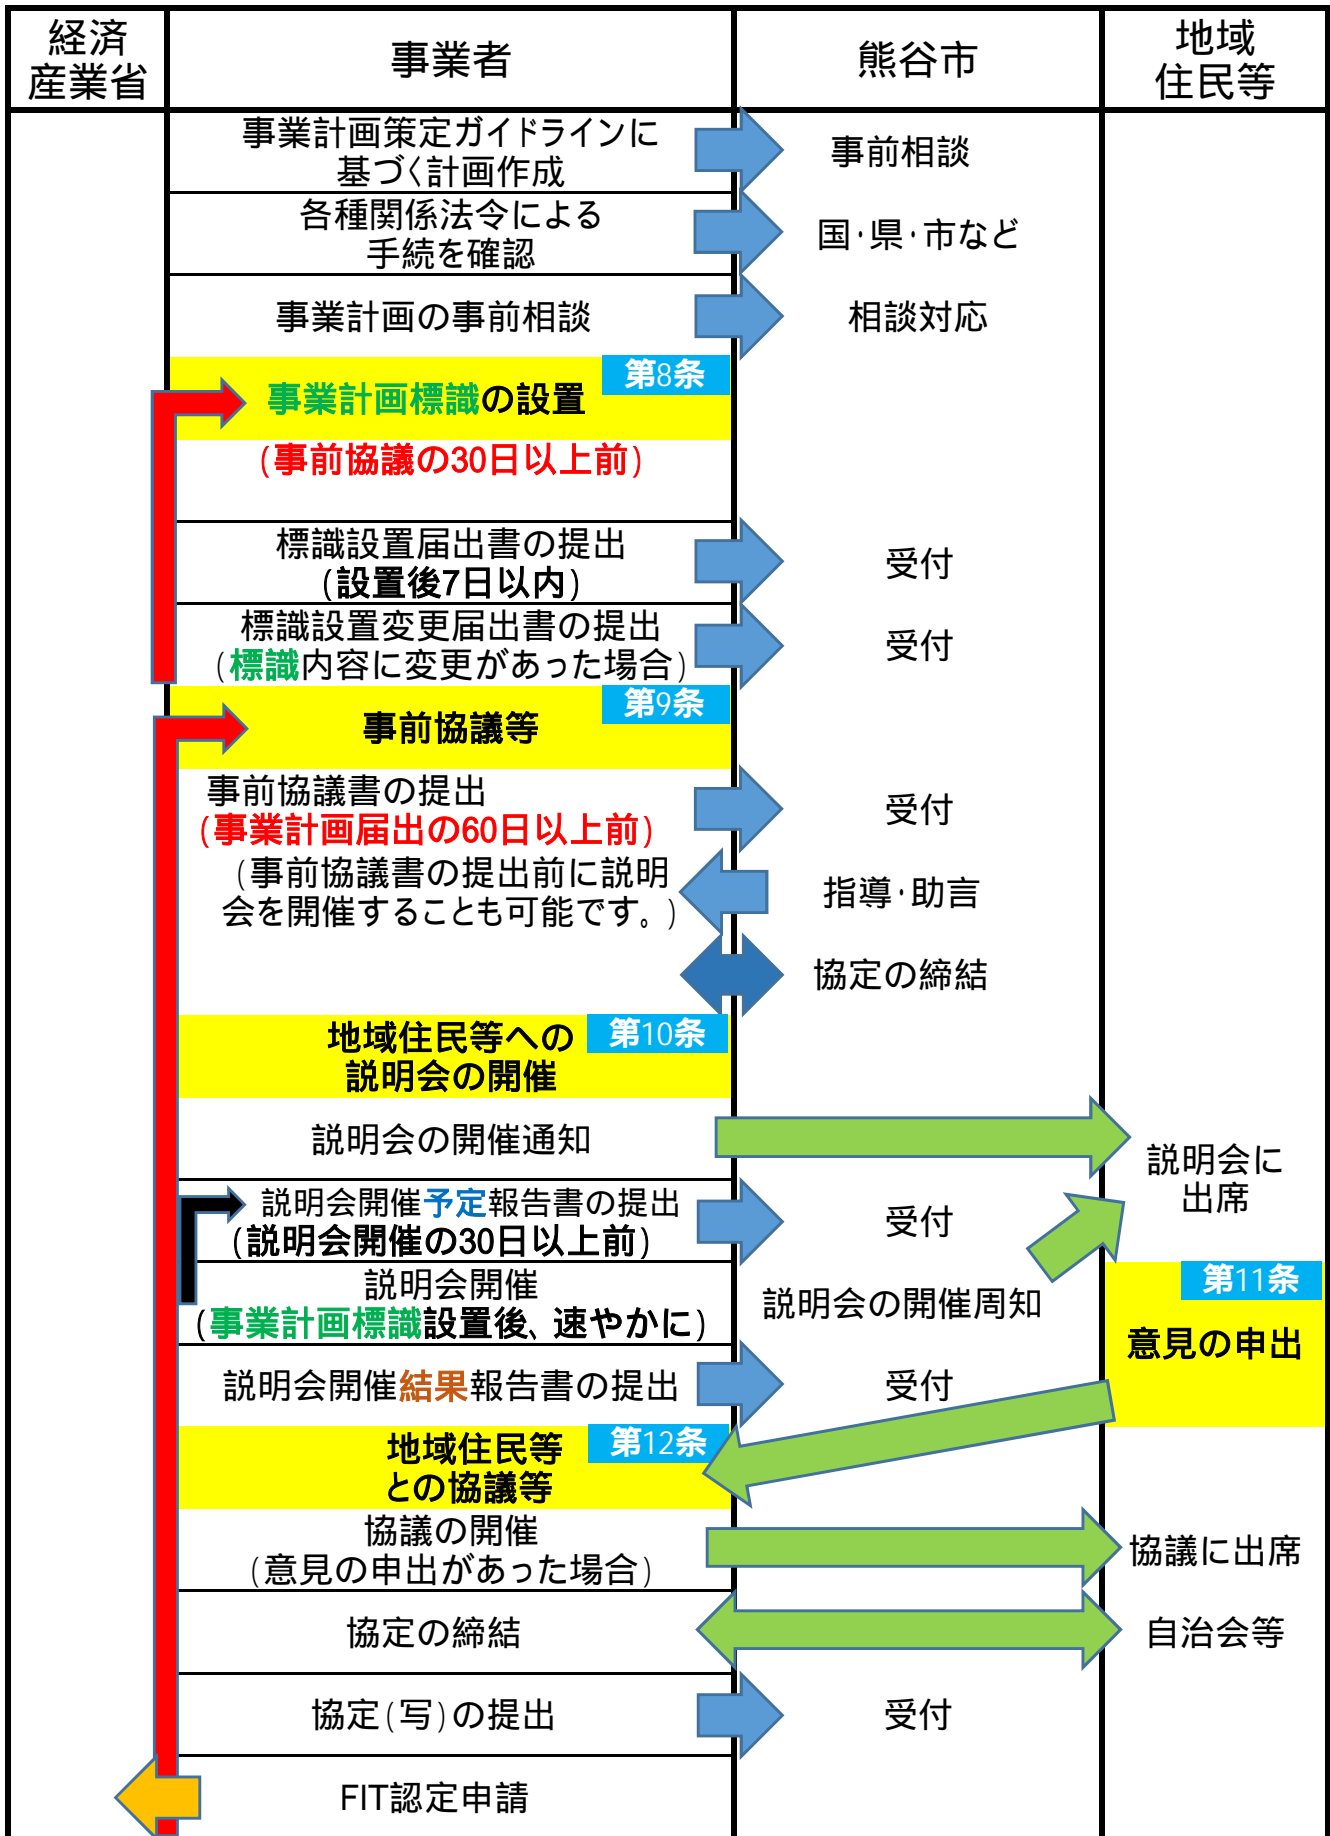 経済
産業省
事業者
熊谷市
地域
住民等
事業計画策定ガイドラインに
基づく計画作成
事前相談
各種関係法令による
手続を確認
国・県・市など
事業計画の事前相談
相談対応
第8条
事業計画標識の設置
(事前協議の30日以上前)
標識設置届出書の提出
(設置後7日以内)
受付
標識設置変更届出書の提出
(標識内容に変更があった場合)
受付
第9条
事前協議等
事前協議書の提出
(事業計画届出の60日以上前)
受付
(事前協議書の提出前に説明
会を開催することも可能です。)
指導・助言
協定の締結
地域住民等への
説明会の開催
第10条
説明会の開催通知
説明会に
出席
説明会開催予定報告書の提出
(説明会開催の30日以上前)
受付
説明会開催
(事業計画標識設置後、速やかに)
説明会の開催周知
第11条
意見の申出
説明会開催結果報告書の提出
受付
地域住民等
との協議等
第12条
協議の開催
(意見の申出があった場合)
協議に出席
協定の締結
自治会等
協定(写)の提出
受付
FIT認定申請